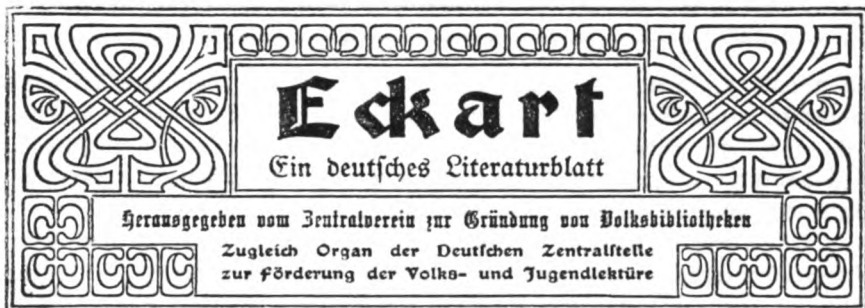 Eckart
Ein deutſches Literaturblatt
Herausgegeben vom Zentralverein zur Gründung von Volksbibliotheken
Zugleich Organ der Deutſchen Zentralſtelle
zur Förderung der Volks- und Jugendlektüre